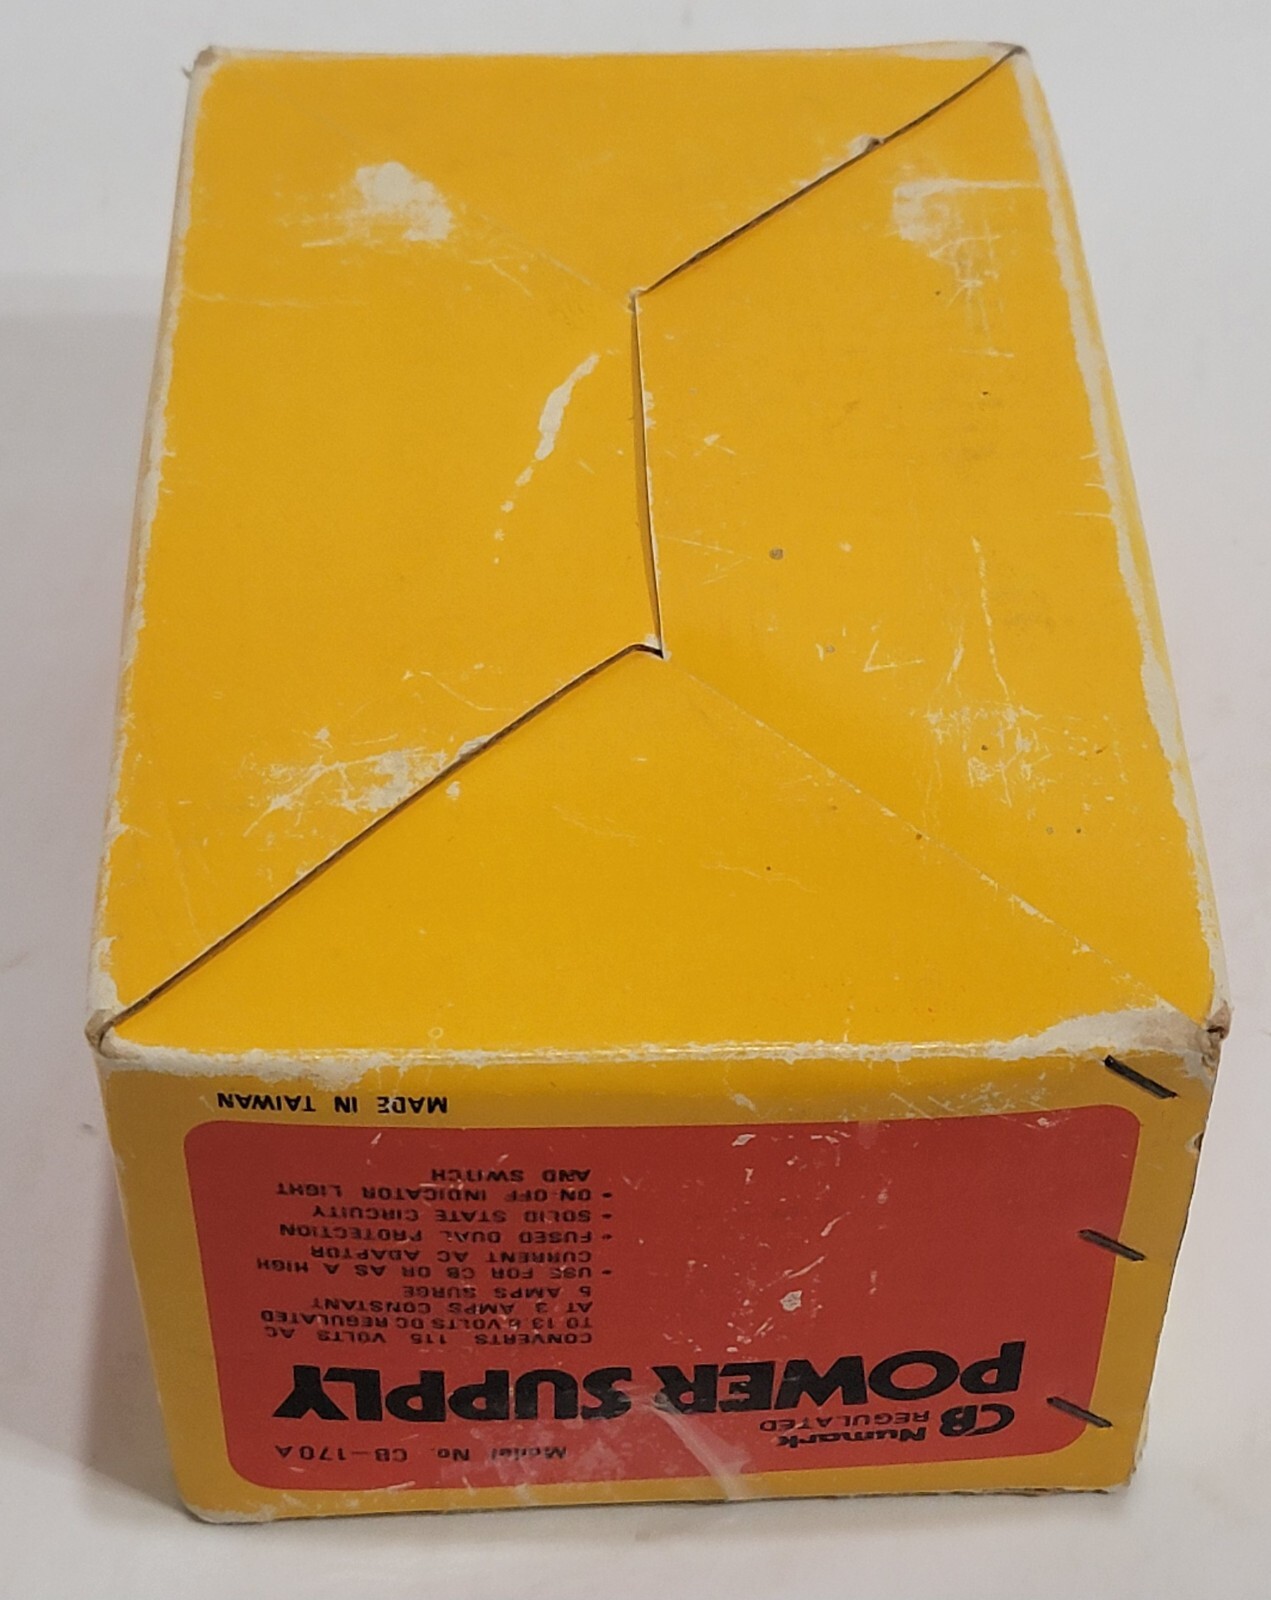 Model No. CB-170A
CB Numark
REGULATED
POWER SUPPLY
CONVERTS 115 VOLTS AC
TO 13.8 VOLTS DC REGULATED
AT 3 AMPS CONSTANT
5 AMPS SURGE
• USE FOR CB OR AS A HIGH
CURRENT AC ADAPTOR
• FUSED DUAL PROTECTION
• SOLID STATE CIRCUITY
• ON-OFF INDICATOR LIGHT
AND SWITCH
MADE IN TAIWAN